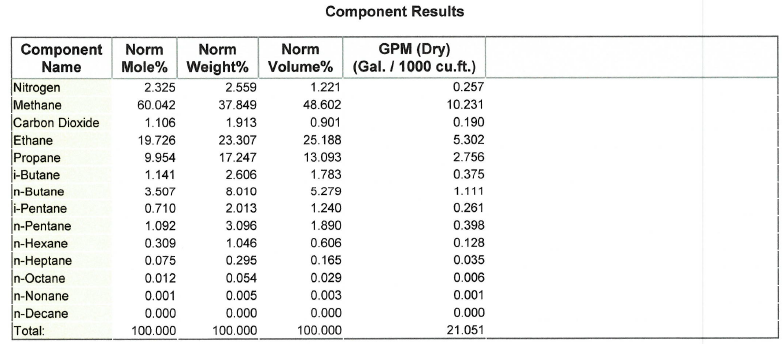 Component Results
Component Name Norm Mole% Norm Weight% Norm Volume% GPM (Dry) (Gal. / 1000 cu.ft.)
Nitrogen 2.325 2.559 1.221 0.257
Methane 60.042 37.849 48.602 10.231
Carbon Dioxide 1.106 1.913 0.901 0.190
Ethane 19.726 23.307 25.188 5.302
Propane 9.954 17.247 13.093 2.756
i-Butane 1.141 2.606 1.783 0.375
n-Butane 3.507 8.010 5.279 1.111
i-Pentane 0.710 2.013 1.240 0.261
n-Pentane 1.092 3.096 1.890 0.398
n-Hexane 0.309 1.046 0.606 0.128
n-Heptane 0.075 0.295 0.165 0.035
n-Octane 0.012 0.054 0.029 0.006
n-Nonane 0.001 0.005 0.003 0.001
n-Decane 0.000 0.000 0.000 0.000
Total: 100.000 100.000 100.000 21.051